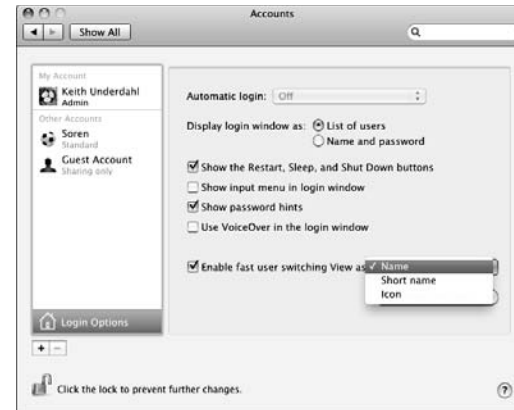 Accounts
Show All
My Account
Keith Underdahl
Admin
Other Accounts
Soren
Standard
Guest Account
Sharing only
Login Options
Automatic login: Off
Display login window as: List of users
Name and password
Show the Restart, Sleep, and Shut Down buttons
Show input menu in login window
Show password hints
Use VoiceOver in the login window
Enable fast user switching View as ✓ Name
Short name
Icon
+ −
Click the lock to prevent further changes.
?